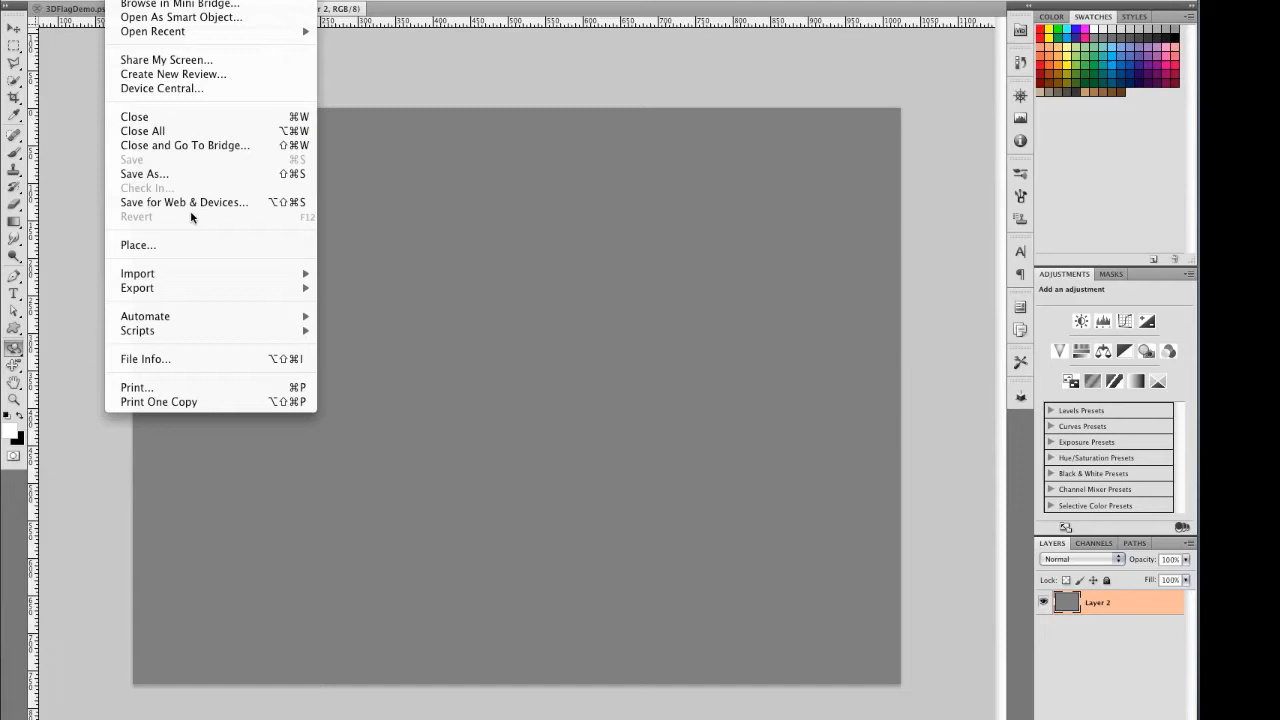 3DFlagDemo.ps
2, RGB/8)
Browse in Mini Bridge...
Open As Smart Object...
Open Recent
Share My Screen...
Create New Review...
Device Central...
Close ⌘W
Close All ⌥⌘W
Close and Go To Bridge... ⇧⌘W
Save ⌘S
Save As... ⇧⌘S
Check In...
Save for Web & Devices... ⌥⇧⌘S
Revert F12
Place...
Import
Export
Automate
Scripts
File Info... ⌥⇧⌘I
Print... ⌘P
Print One Copy ⌥⇧⌘P
COLOR SWATCHES STYLES
ADJUSTMENTS MASKS
Add an adjustment
Levels Presets
Curves Presets
Exposure Presets
Hue/Saturation Presets
Black & White Presets
Channel Mixer Presets
Selective Color Presets
LAYERS CHANNELS PATHS
Normal Opacity: 100%
Lock: Fill: 100%
Layer 2